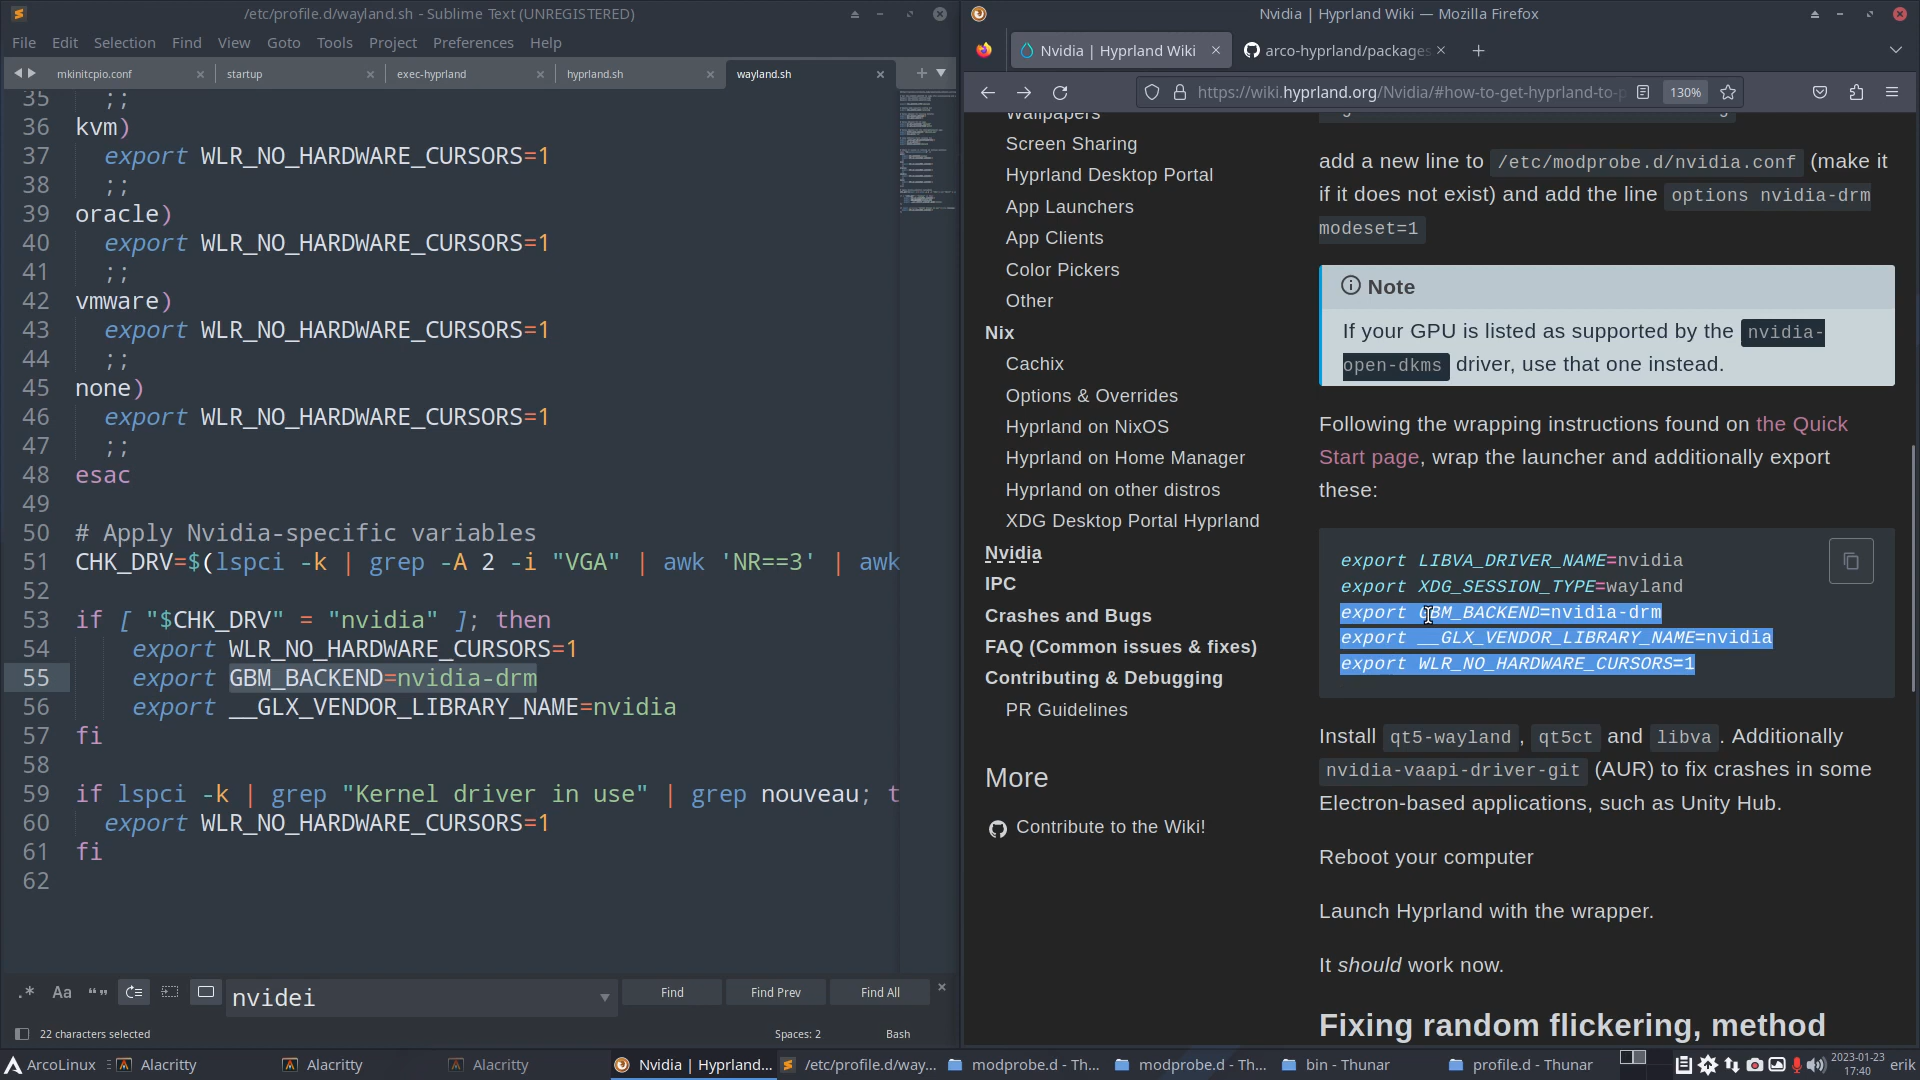 /etc/profile.d/wayland.sh - Sublime Text (UNREGISTERED)
File Edit Selection Find View Goto Tools Project Preferences Help
mkinitcpio.conf startup exec-hyprland hyprland.sh wayland.sh
35 ;;
36 kvm)
37 export WLR_NO_HARDWARE_CURSORS=1
38 ;;
39 oracle)
40 export WLR_NO_HARDWARE_CURSORS=1
41 ;;
42 vmware)
43 export WLR_NO_HARDWARE_CURSORS=1
44 ;;
45 none)
46 export WLR_NO_HARDWARE_CURSORS=1
47 ;;
48 esac
49
50 # Apply Nvidia-specific variables
51 CHK_DRV=$(lspci -k | grep -A 2 -i "VGA" | awk 'NR==3' | awk
52
53 if [ "$CHK_DRV" = "nvidia" ]; then
54 export WLR_NO_HARDWARE_CURSORS=1
55 export GBM_BACKEND=nvidia-drm
56 export __GLX_VENDOR_LIBRARY_NAME=nvidia
57 fi
58
59 if lspci -k | grep "Kernel driver in use" | grep nouveau; t
60 export WLR_NO_HARDWARE_CURSORS=1
61 fi
62
.* Aa “” nvidei Find Find Prev Find All
22 characters selected Spaces: 2 Bash
Nvidia | Hyprland Wiki — Mozilla Firefox
Nvidia | Hyprland Wiki arco-hyprland/packages
https://wiki.hyprland.org/Nvidia/#how-to-get-hyprland-to-p 130%
Wallpapers
Screen Sharing
Hyprland Desktop Portal
App Launchers
App Clients
Color Pickers
Other
Nix
Cachix
Options & Overrides
Hyprland on NixOS
Hyprland on Home Manager
Hyprland on other distros
XDG Desktop Portal Hyprland
Nvidia
IPC
Crashes and Bugs
FAQ (Common issues & fixes)
Contributing & Debugging
PR Guidelines
More
Contribute to the Wiki!
add a new line to /etc/modprobe.d/nvidia.conf (make it
if it does not exist) and add the line options nvidia-drm
modeset=1
Note
If your GPU is listed as supported by the nvidia-
open-dkms driver, use that one instead.
Following the wrapping instructions found on the Quick
Start page, wrap the launcher and additionally export
these:
export LIBVA_DRIVER_NAME=nvidia
export XDG_SESSION_TYPE=wayland
export GBM_BACKEND=nvidia-drm
export __GLX_VENDOR_LIBRARY_NAME=nvidia
export WLR_NO_HARDWARE_CURSORS=1
Install qt5-wayland, qt5ct and libva. Additionally
nvidia-vaapi-driver-git (AUR) to fix crashes in some
Electron-based applications, such as Unity Hub.
Reboot your computer
Launch Hyprland with the wrapper.
It should work now.
Fixing random flickering, method
ArcoLinux Alacritty Alacritty Alacritty Nvidia | Hyprland... /etc/profile.d/way... modprobe.d - Th... modprobe.d - Th... bin - Thunar profile.d - Thunar 2023-01-23 erik
17:40